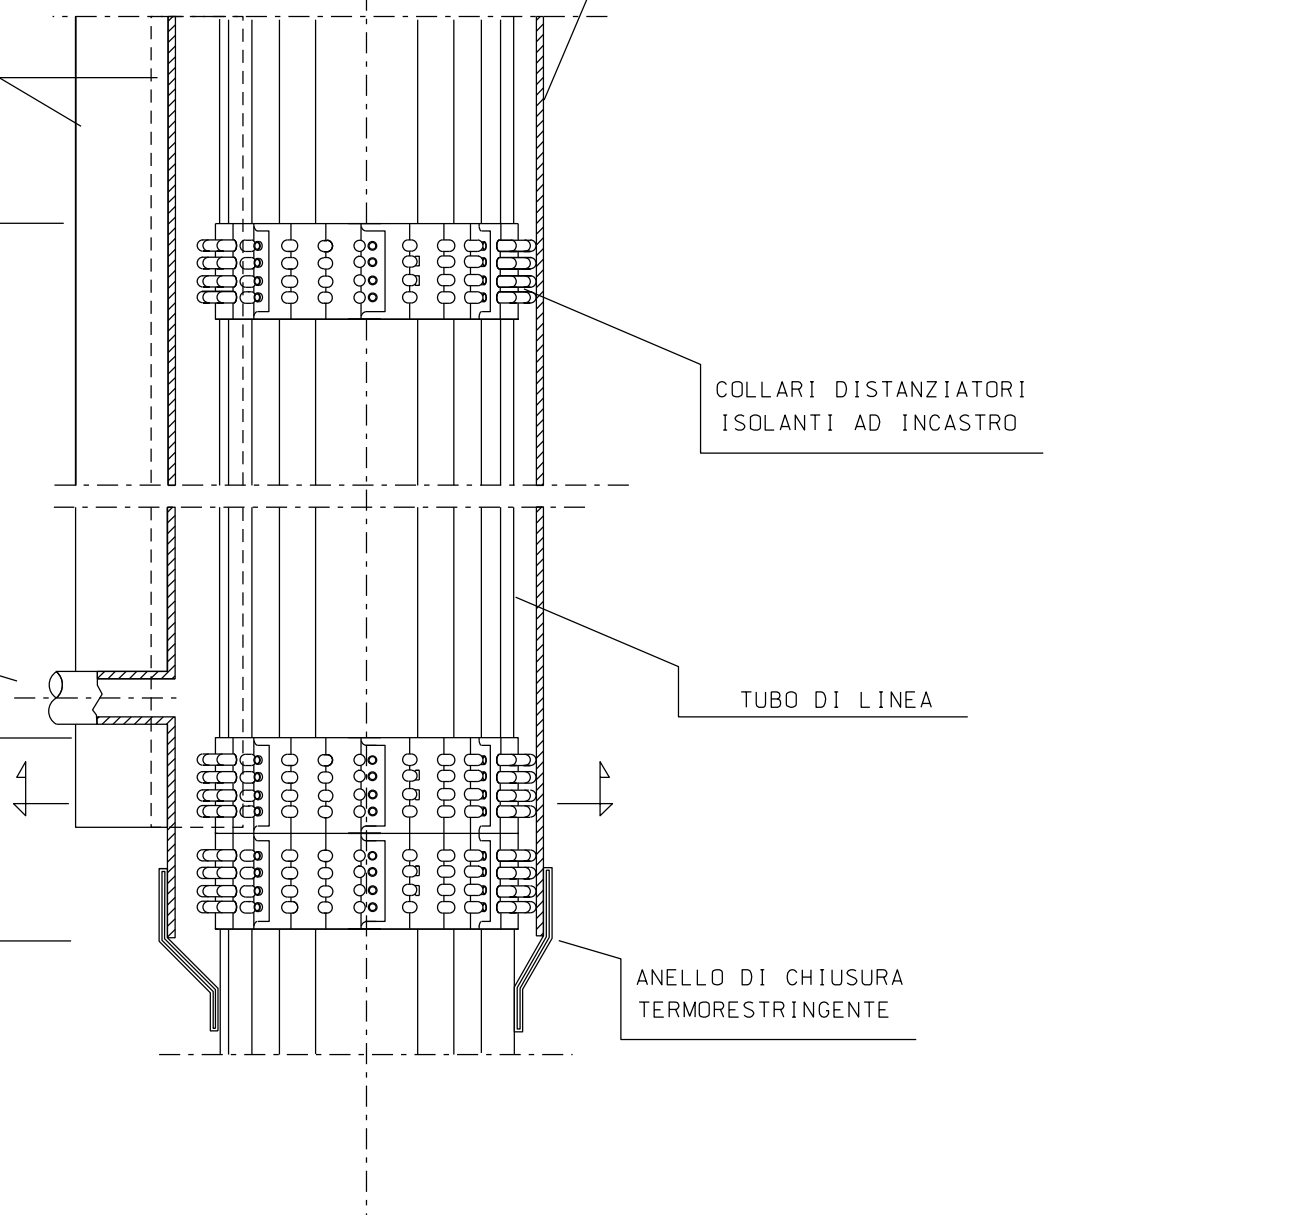 COLLARI DISTANZIATORI
ISOLANTI AD INCASTRO
TUBO DI LINEA
ANELLO DI CHIUSURA
TERMORESTRINGENTE